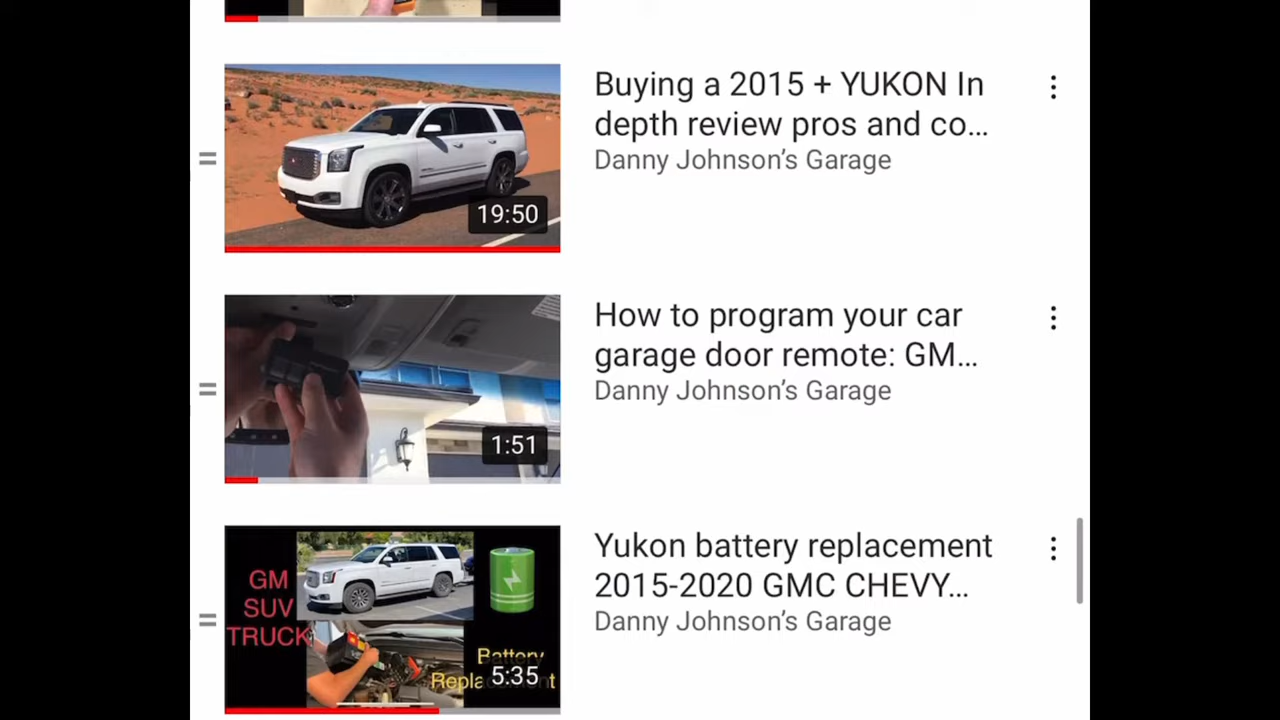 Buying a 2015 + YUKON In
depth review pros and co...
Danny Johnson’s Garage
19:50
How to program your car
garage door remote: GM...
Danny Johnson’s Garage
1:51
GM
SUV
TRUCK
Battery
Replacement
5:35
Yukon battery replacement
2015-2020 GMC CHEVY...
Danny Johnson’s Garage